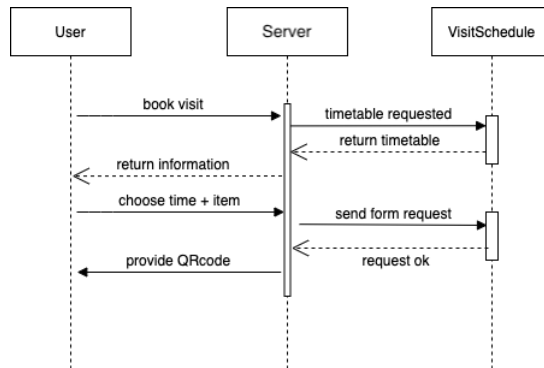 User
Server
VisitSchedule
book visit
timetable requested
return timetable
return information
choose time + item
send form request
request ok
provide QRcode